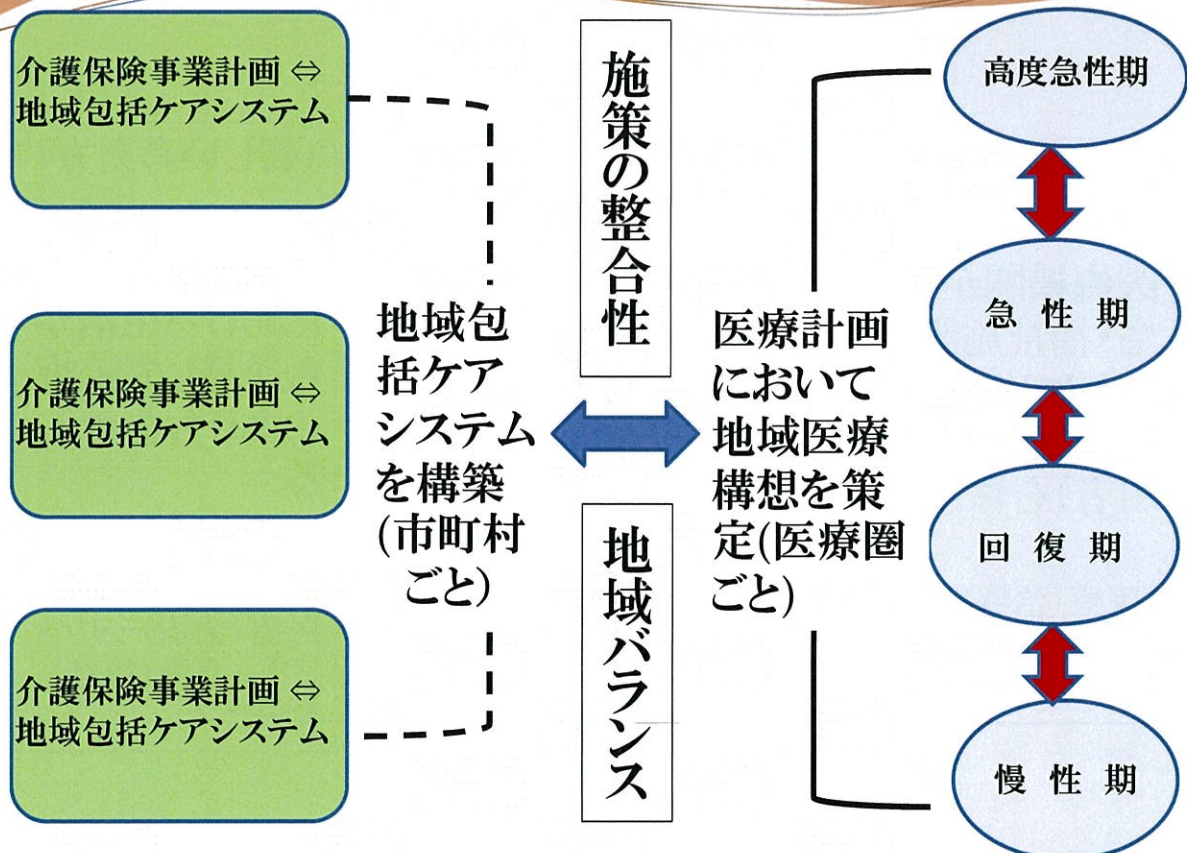 介護保険事業計画 ⇔
地域包括ケアシステム
介護保険事業計画 ⇔
地域包括ケアシステム
介護保険事業計画 ⇔
地域包括ケアシステム
地域包
括ケア
システム
を構築
(市町村
ごと)
施策の整合性
地域バランス
医療計画
において
地域医療
構想を策
定(医療圏
ごと)
高度急性期
急 性 期
回 復 期
慢 性 期